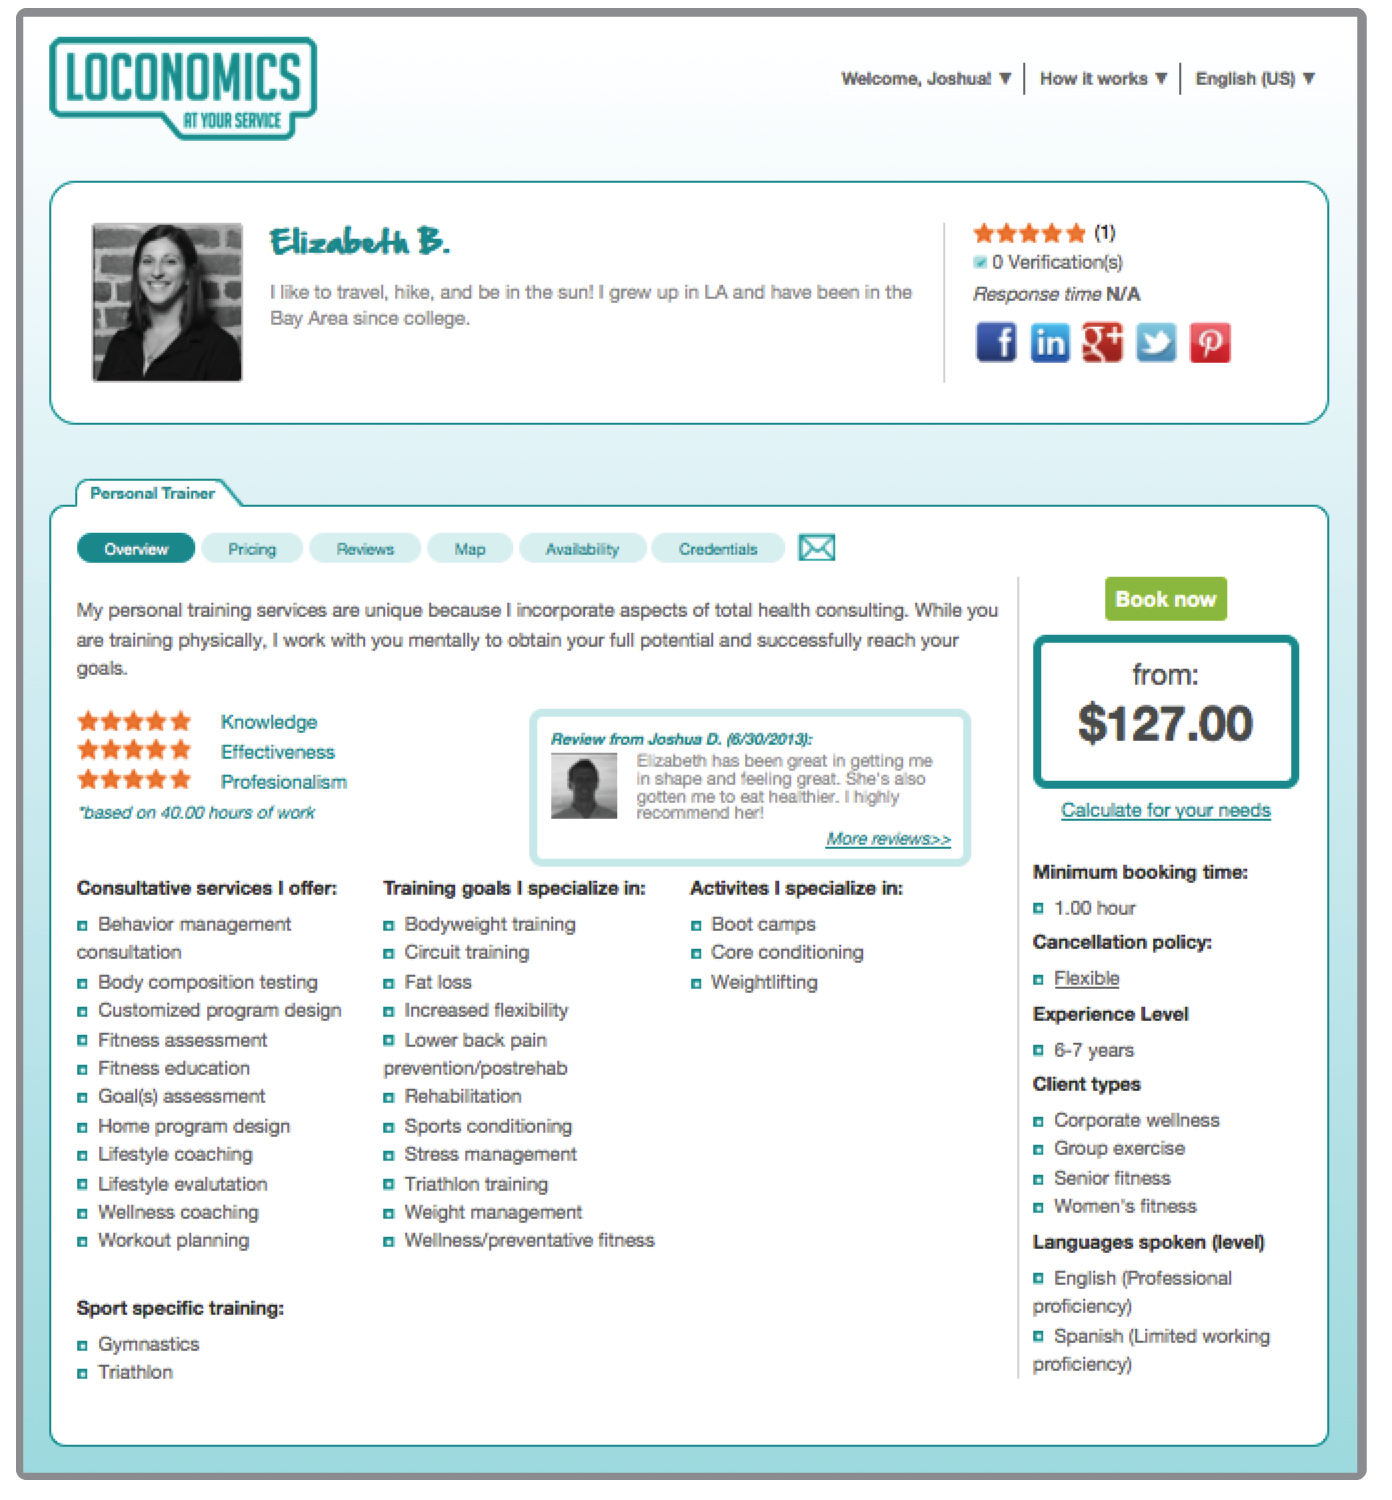 LOCONOMICS
AT YOUR SERVICE
Welcome, Joshua! ▼ How it works ▼ English (US) ▼
Elizabeth B.
I like to travel, hike, and be in the sun! I grew up in LA and have been in the
Bay Area since college.
(1)
0 Verification(s)
Response time N/A
f in g+
Personal Trainer
Overview Pricing Reviews Map Availability Credentials
My personal training services are unique because I incorporate aspects of total health consulting. While you
are training physically, I work with you mentally to obtain your full potential and successfully reach your
goals.
Knowledge
Effectiveness
Profesionalism
*based on 40.00 hours of work
Review from Joshua D. (6/30/2013):
Elizabeth has been great in getting me
in shape and feeling great. She's also
gotten me to eat healthier. I highly
recommend her!
More reviews>>
Consultative services I offer:
Behavior management
consultation
Body composition testing
Customized program design
Fitness assessment
Fitness education
Goal(s) assessment
Home program design
Lifestyle coaching
Lifestyle evalutation
Wellness coaching
Workout planning
Training goals I specialize in:
Bodyweight training
Circuit training
Fat loss
Increased flexibility
Lower back pain
prevention/postrehab
Rehabilitation
Sports conditioning
Stress management
Triathlon training
Weight management
Wellness/preventative fitness
Activites I specialize in:
Boot camps
Core conditioning
Weightlifting
Sport specific training:
Gymnastics
Triathlon
Book now
from:
$127.00
Calculate for your needs
Minimum booking time:
1.00 hour
Cancellation policy:
Flexible
Experience Level
6-7 years
Client types
Corporate wellness
Group exercise
Senior fitness
Women's fitness
Languages spoken (level)
English (Professional
proficiency)
Spanish (Limited working
proficiency)